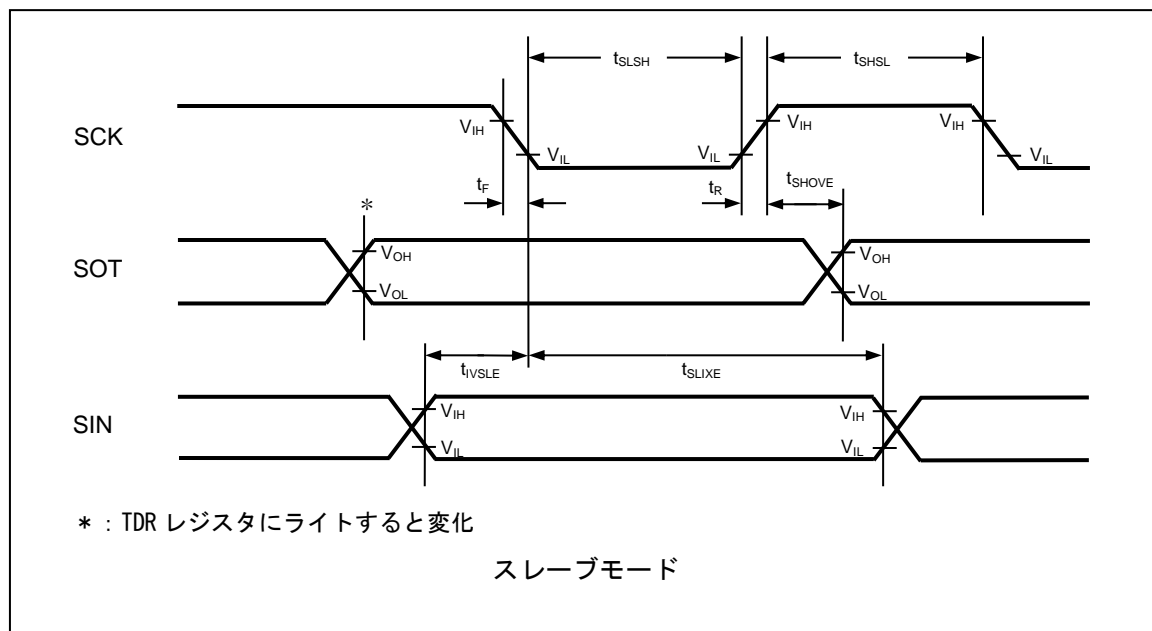 tSLSH
tSHSL
SCK
VIH
VIL
VIL
VIH
VIH
VIL
tF
tR
tSHOVE
*
SOT
VOH
VOL
VOH
VOL
tIVSLE
tSLIXE
SIN
VIH
VIL
VIH
VIL
* : TDR レジスタにライトすると変化
スレーブモード